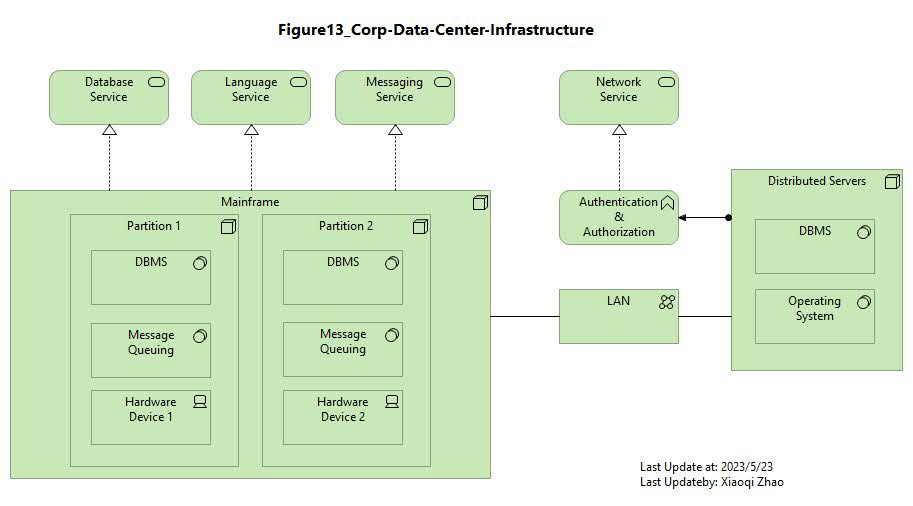 Figure13_Corp-Data-Center-Infrastructure
Database
Service
Language
Service
Messaging
Service
Network
Service
Mainframe
Partition 1
DBMS
Message
Queuing
Hardware
Device 1
Partition 2
DBMS
Message
Queuing
Hardware
Device 2
Authentication
&
Authorization
LAN
Distributed Servers
DBMS
Operating
System
Last Update at: 2023/5/23
Last Updateby: Xiaoqi Zhao